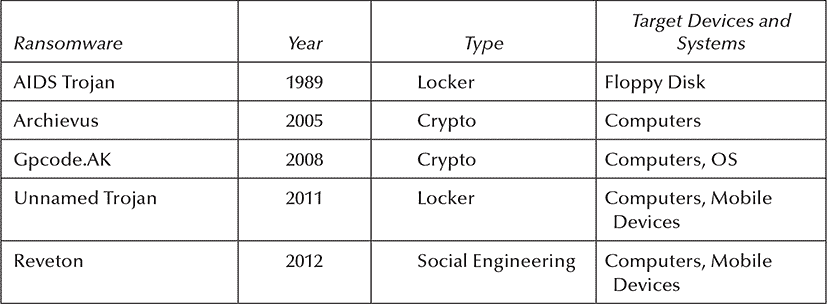 Ransomware Year Type Target Devices and
Systems
AIDS Trojan 1989 Locker Floppy Disk
Archievus 2005 Crypto Computers
Gpcode.AK 2008 Crypto Computers, OS
Unnamed Trojan 2011 Locker Computers, Mobile
Devices
Reveton 2012 Social Engineering Computers, Mobile
Devices